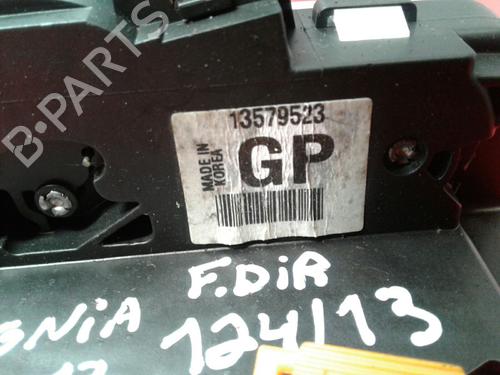 B-PARTS
13579523
MADE IN
KOREA
GP
F.DIR
124/13